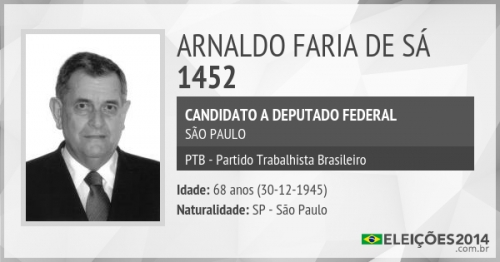 ARNALDO FARIA DE SÁ
1452
CANDIDATO A DEPUTADO FEDERAL
SÃO PAULO
PTB - Partido Trabalhista Brasileiro
Idade: 68 anos (30-12-1945)
Naturalidade: SP - São Paulo
ELEIÇÕES2014
.com.br